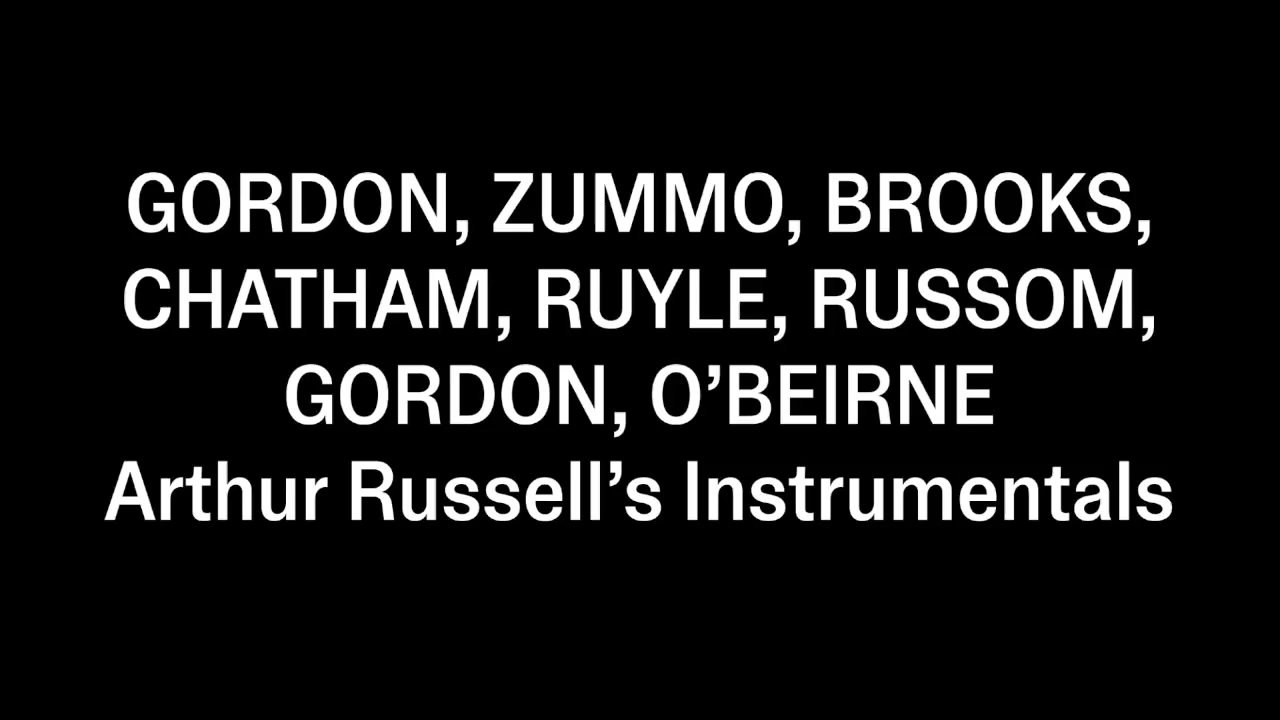 GORDON, ZUMMO, BROOKS,
CHATHAM, RUYLE, RUSSOM,
GORDON, O’BEIRNE
Arthur Russell’s Instrumentals